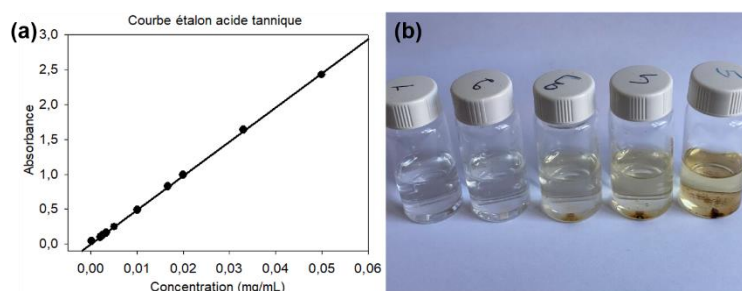 (a)
Courbe étalon acide tannique
3,0
2,5
2,0
1,5
1,0
0,5
0,0
Absorbance
0,00 0,01 0,02 0,03 0,04 0,05 0,06
Concentration (mg/mL)
(b)